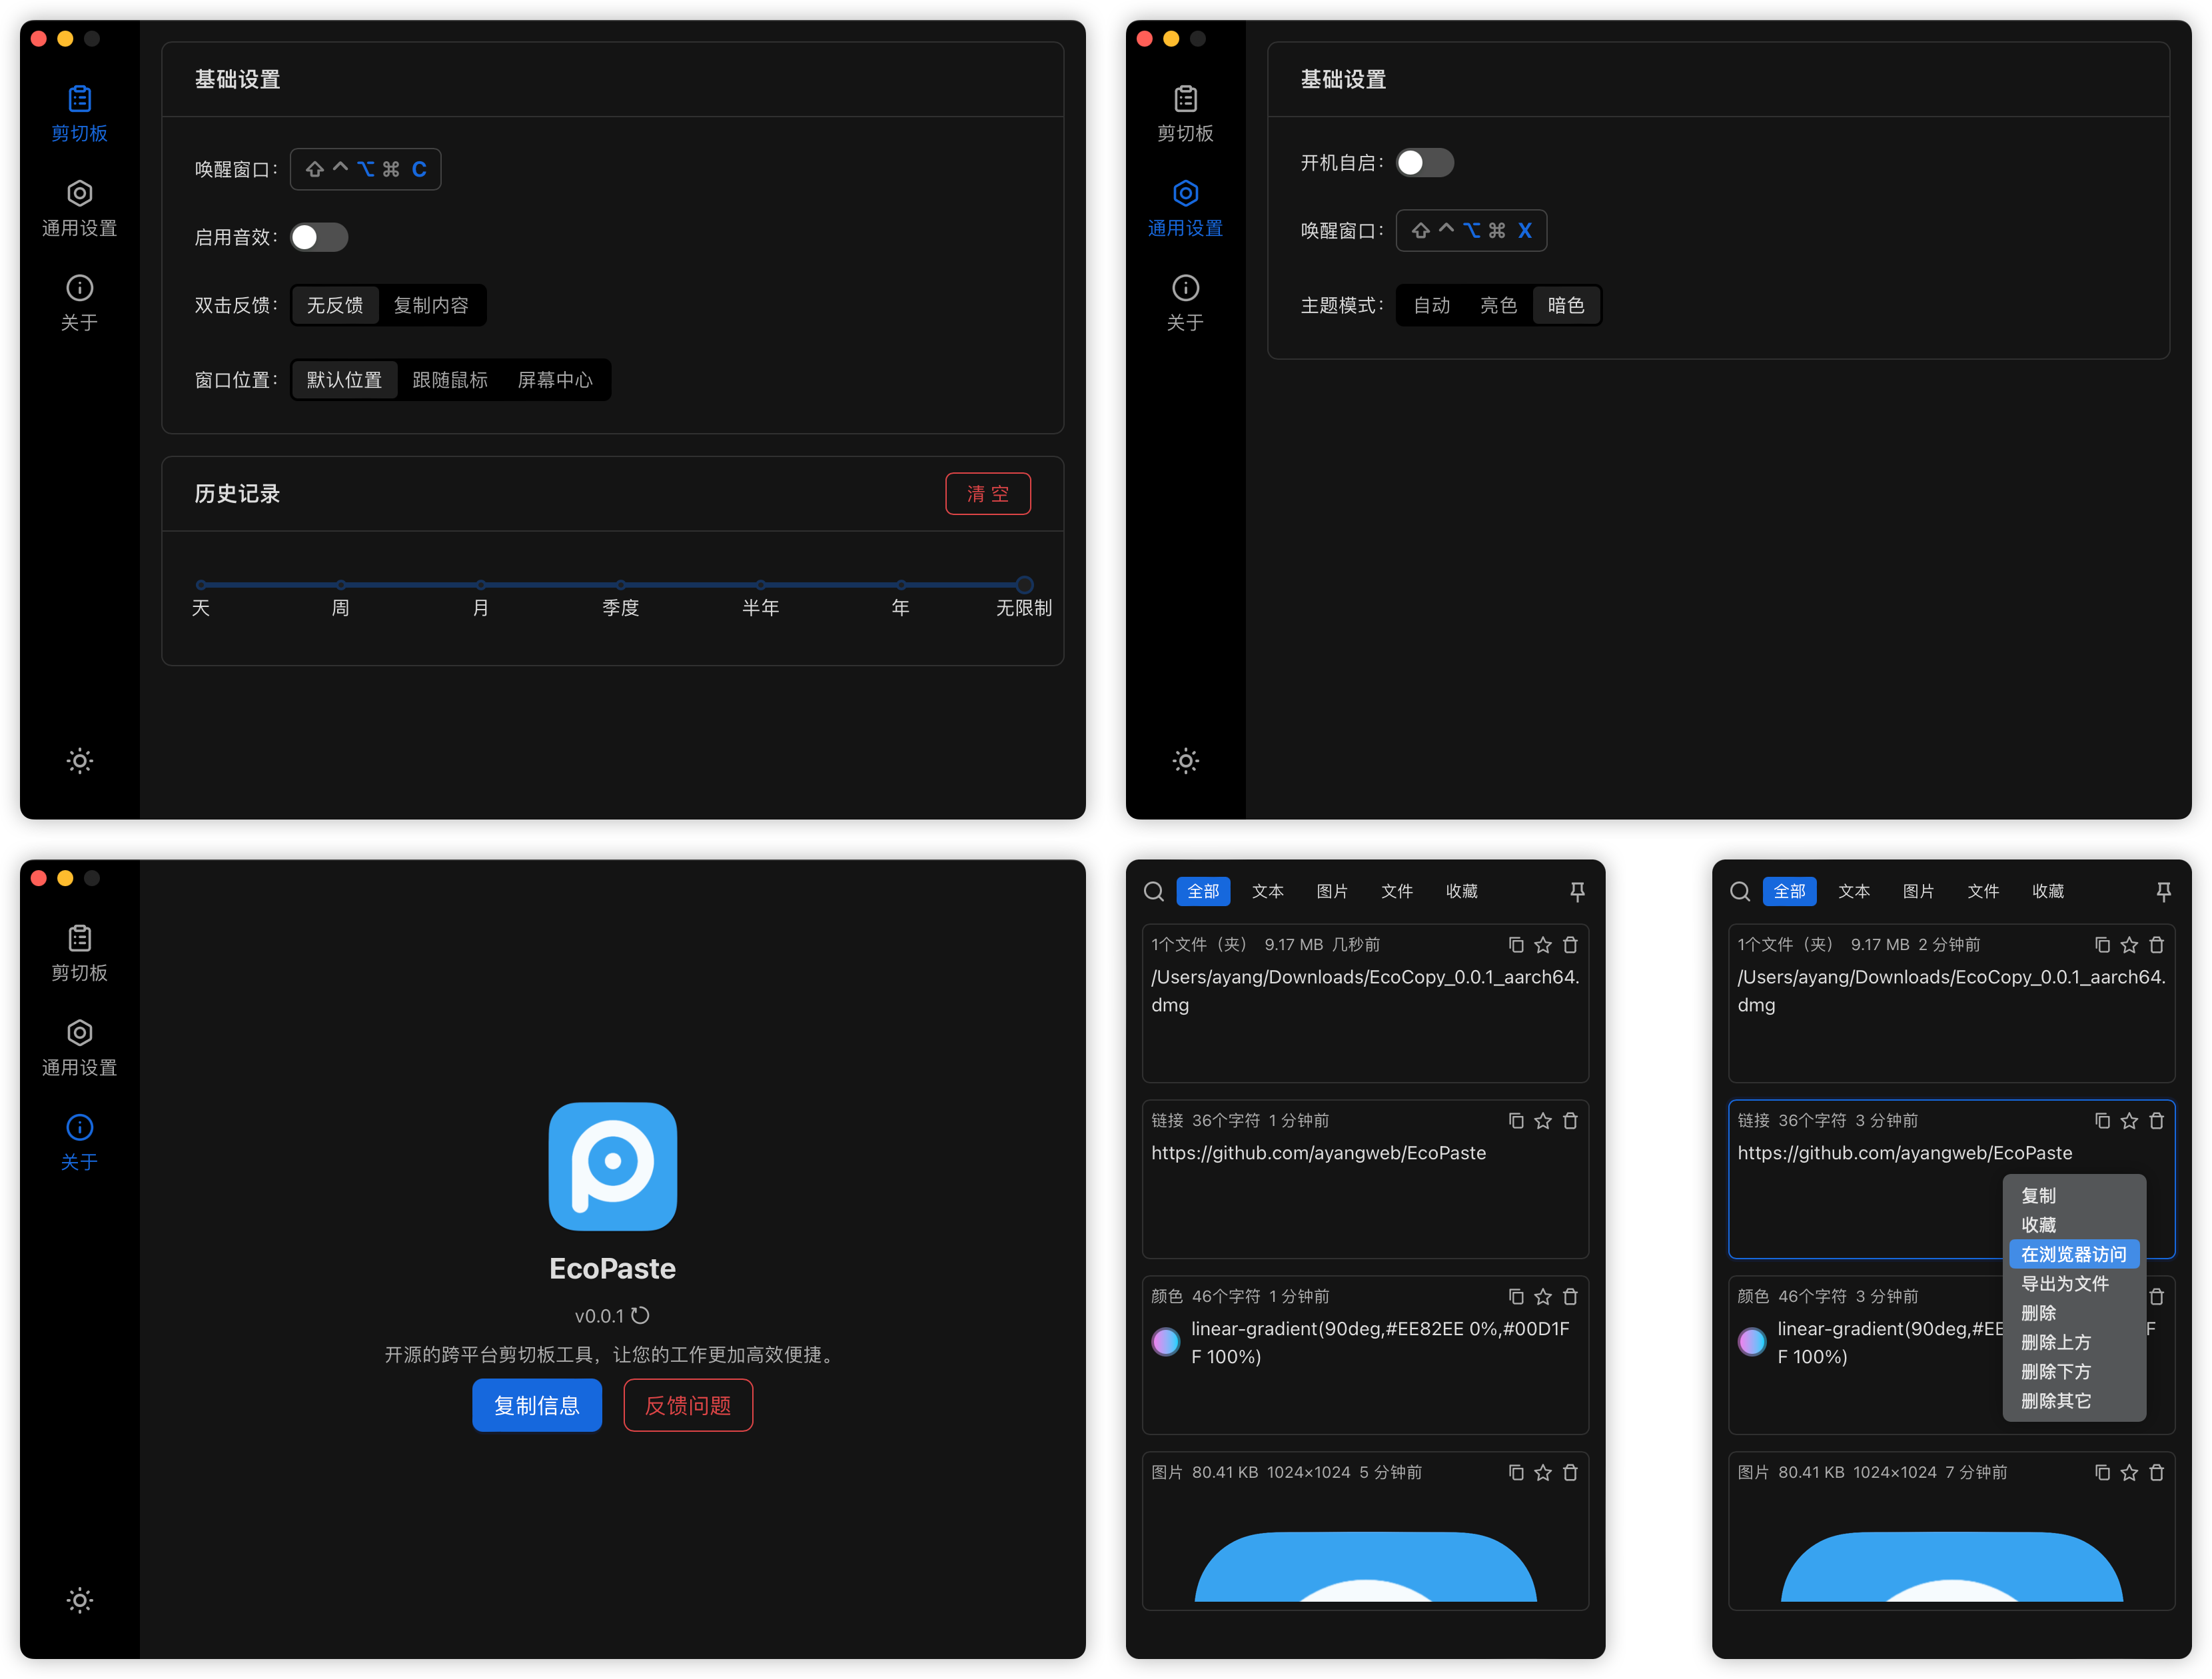 剪切板
通用设置
关于
基础设置
唤醒窗口: ⇧ ^ ⌥ ⌘ C
启用音效:
双击反馈: 无反馈 复制内容
窗口位置: 默认位置 跟随鼠标 屏幕中心
历史记录 清 空
天 周 月 季度 半年 年 无限制
剪切板
通用设置
关于
基础设置
开机自启:
唤醒窗口: ⇧ ^ ⌥ ⌘ X
主题模式: 自动 亮色 暗色
剪切板
通用设置
关于
EcoPaste
v0.0.1
开源的跨平台剪切板工具，让您的工作更加高效便捷。
复制信息 反馈问题
全部 文本 图片 文件 收藏
1个文件（夹） 9.17 MB 几秒前
/Users/ayang/Downloads/EcoCopy_0.0.1_aarch64.
dmg
链接 36个字符 1 分钟前
https://github.com/ayangweb/EcoPaste
颜色 46个字符 1 分钟前
linear-gradient(90deg,#EE82EE 0%,#00D1F
F 100%)
图片 80.41 KB 1024×1024 5 分钟前
全部 文本 图片 文件 收藏
1个文件（夹） 9.17 MB 2 分钟前
/Users/ayang/Downloads/EcoCopy_0.0.1_aarch64.
dmg
链接 36个字符 3 分钟前
https://github.com/ayangweb/EcoPaste
复制
收藏
在浏览器访问
导出为文件
删除
删除上方
删除下方
删除其它
颜色 46个字符 3 分钟前
linear-gradient(90deg,#EE F
F 100%)
图片 80.41 KB 1024×1024 7 分钟前